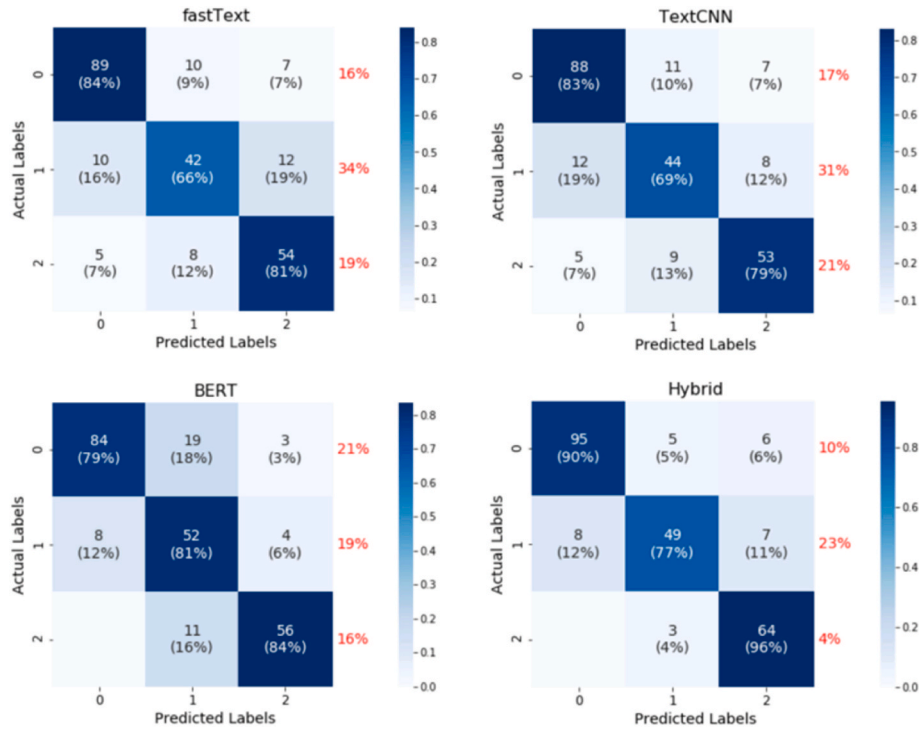 fastText
89 10 7
(84%) (9%) (7%)
16%
10 42 12
(16%) (66%) (19%)
34%
5 8 54
(7%) (12%) (81%)
19%
0
1
2
Actual Labels
0 1 2
Predicted Labels
0.8
0.7
0.6
0.5
0.4
0.3
0.2
0.1
TextCNN
88 11 7
(83%) (10%) (7%)
17%
12 44 8
(19%) (69%) (12%)
31%
5 9 53
(7%) (13%) (79%)
21%
0
1
2
Actual Labels
0 1 2
Predicted Labels
0.8
0.7
0.6
0.5
0.4
0.3
0.2
0.1
BERT
84 19 3
(79%) (18%) (3%)
21%
8 52 4
(12%) (81%) (6%)
19%
11 56
(16%) (84%)
16%
0
1
2
Actual Labels
0 1 2
Predicted Labels
0.8
0.7
0.6
0.5
0.4
0.3
0.2
0.1
0.0
Hybrid
95 5 6
(90%) (5%) (6%)
10%
8 49 7
(12%) (77%) (11%)
23%
3 64
(4%) (96%)
4%
0
1
2
Actual Labels
0 1 2
Predicted Labels
0.8
0.6
0.4
0.2
0.0